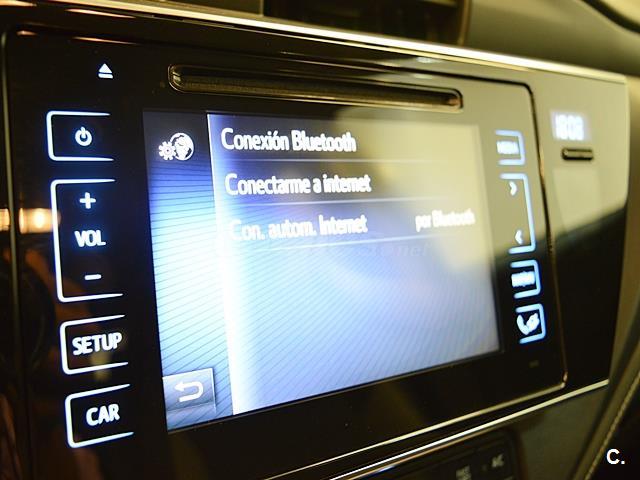 Conexión Bluetooth
Conectarme a internet
Con. autom. Internet por Bluetooth
+
VOL
−
SETUP
CAR
C.